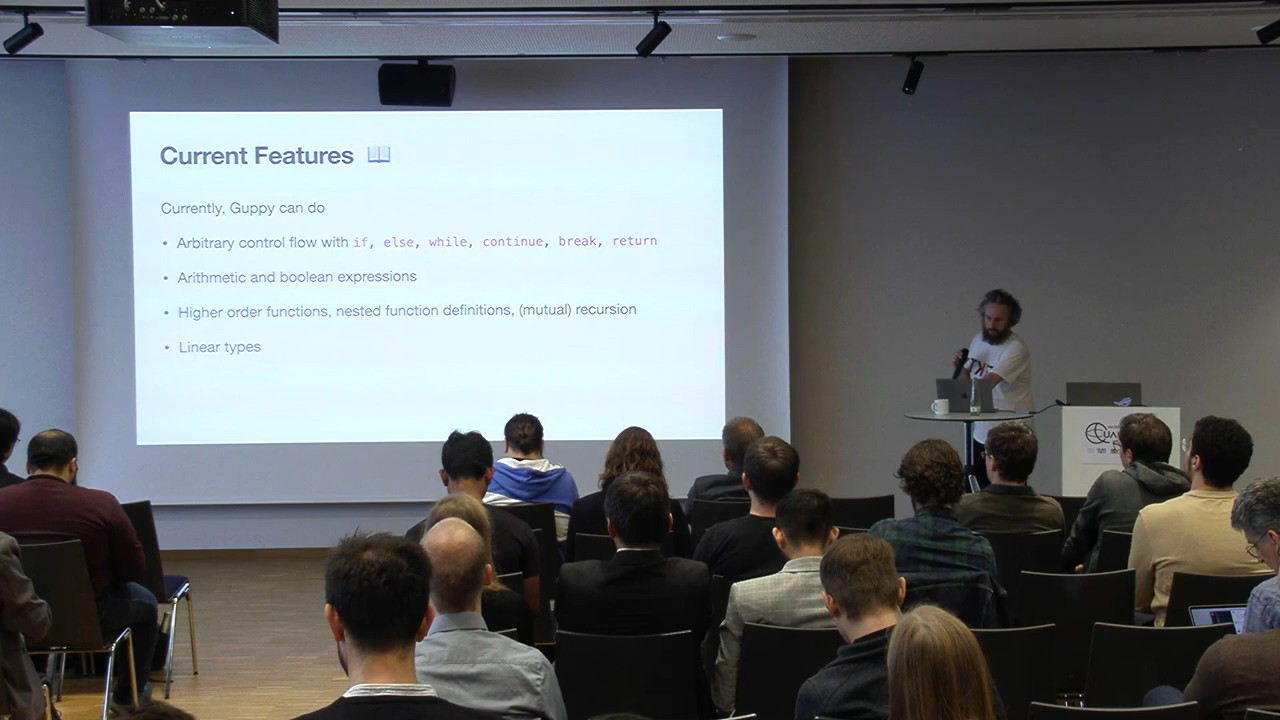 Current Features 📖
Currently, Guppy can do
• Arbitrary control flow with if, else, while, continue, break, return
• Arithmetic and boolean expressions
• Higher order functions, nested function definitions, (mutual) recursion
• Linear types